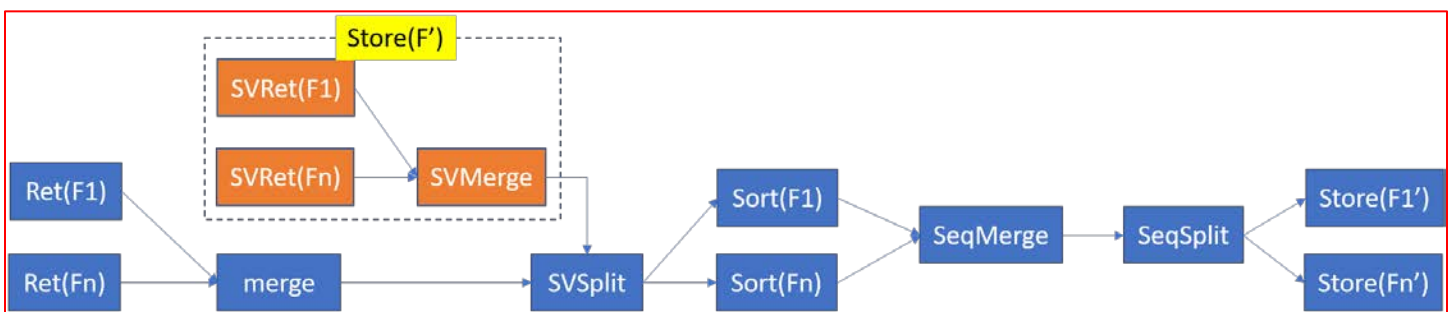 Store(F')
SVRet(F1)
SVRet(Fn)
SVMerge
Ret(F1)
Ret(Fn)
merge
SVSplit
Sort(F1)
Sort(Fn)
SeqMerge
SeqSplit
Store(F1')
Store(Fn')